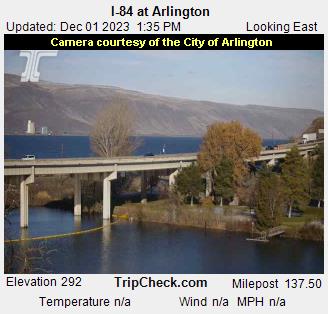 I-84 at Arlington
Updated: Dec 01 2023 1:35 PM Looking East
Camera courtesy of the City of Arlington
Elevation 292 TripCheck.com Milepost 137.50
Temperature n/a Wind n/a MPH n/a